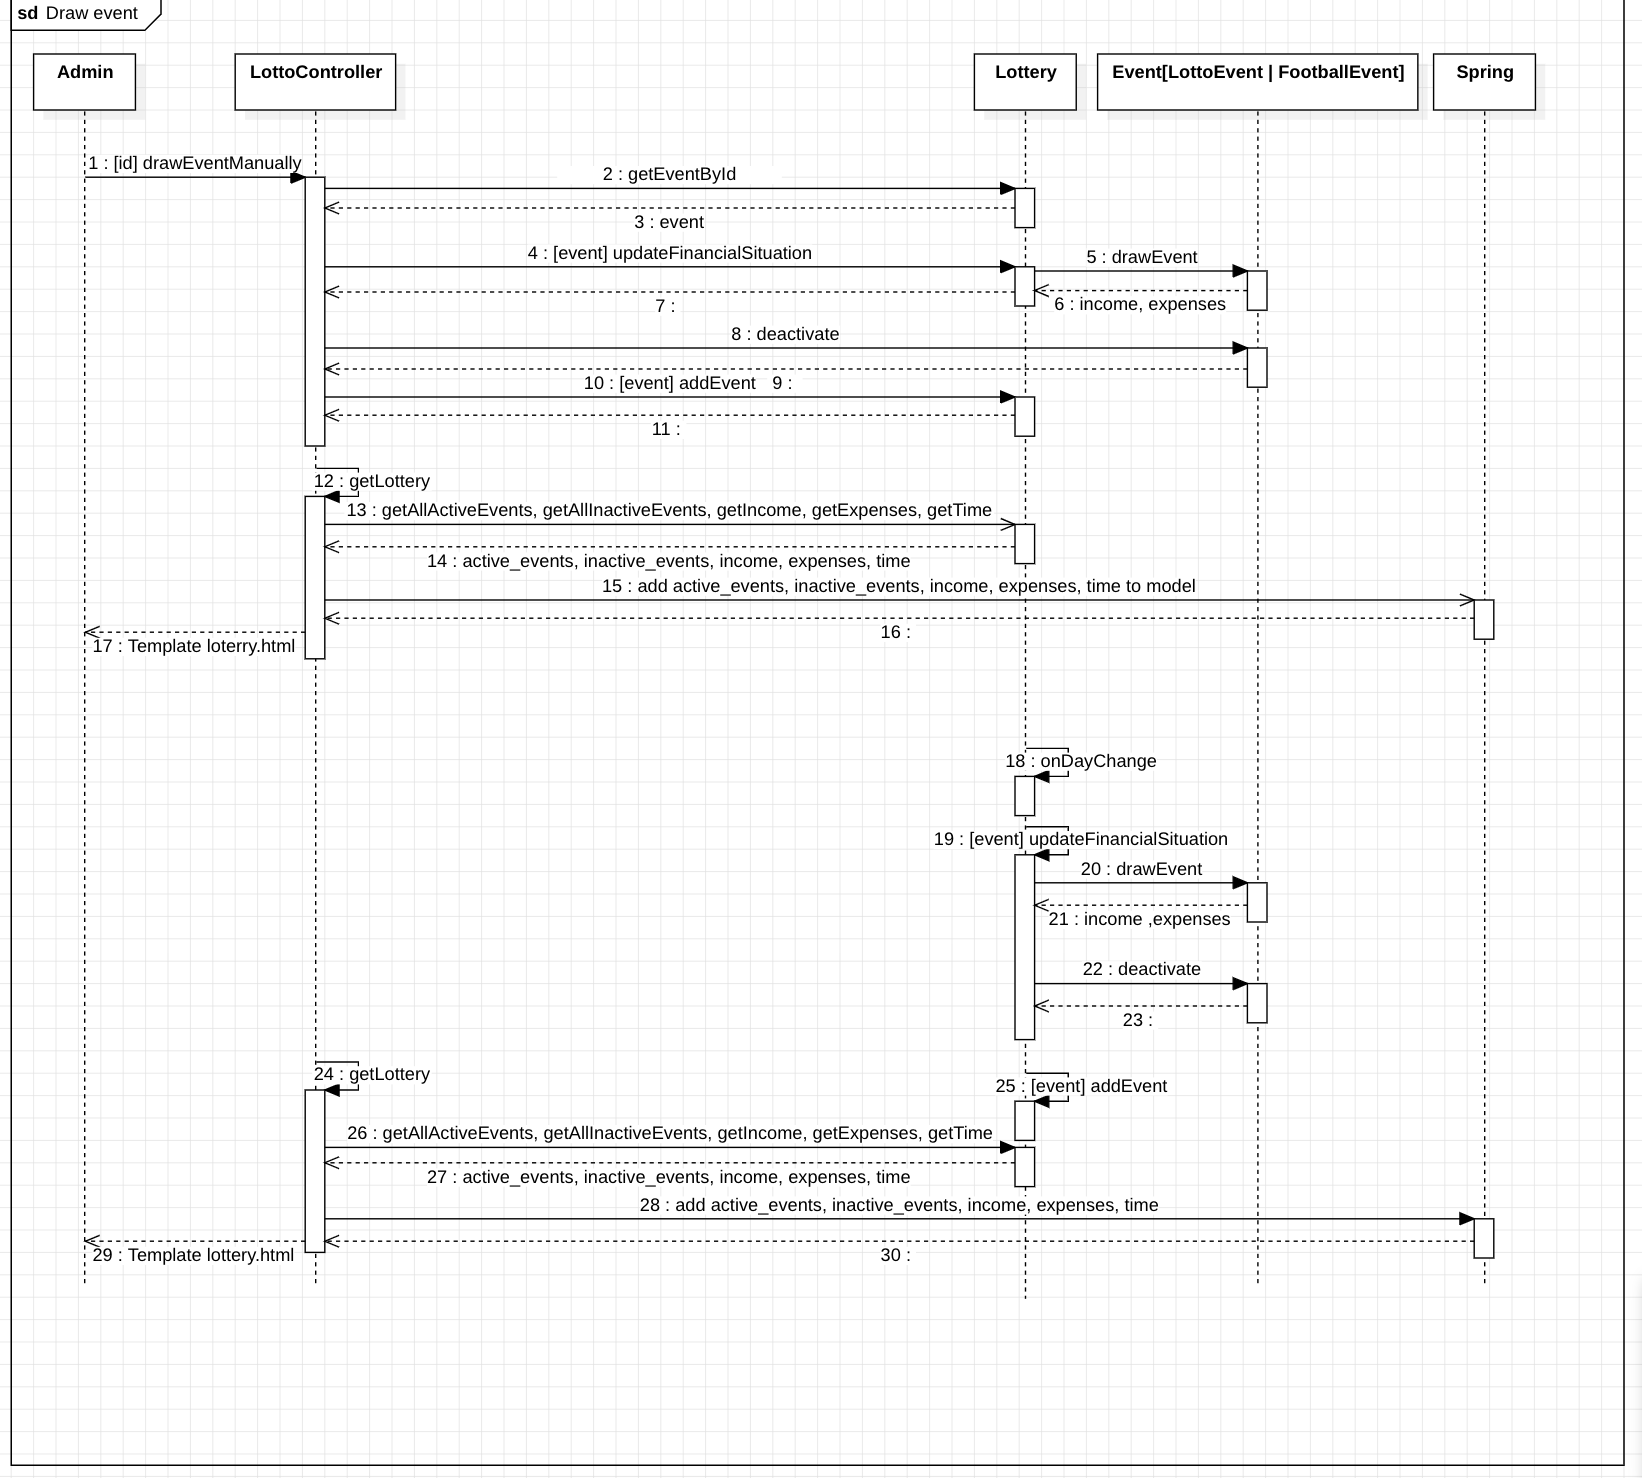 sd Draw event
Admin
LottoController
Lottery
Event[LottoEvent | FootballEvent]
Spring
1 : [id] drawEventManually
2 : getEventById
3 : event
4 : [event] updateFinancialSituation
5 : drawEvent
6 : income, expenses
7 :
8 : deactivate
10 : [event] addEvent
9 :
11 :
12 : getLottery
13 : getAllActiveEvents, getAllInactiveEvents, getIncome, getExpenses, getTime
14 : active_events, inactive_events, income, expenses, time
15 : add active_events, inactive_events, income, expenses, time to model
16 :
17 : Template loterry.html
18 : onDayChange
19 : [event] updateFinancialSituation
20 : drawEvent
21 : income ,expenses
22 : deactivate
23 :
24 : getLottery
25 : [event] addEvent
26 : getAllActiveEvents, getAllInactiveEvents, getIncome, getExpenses, getTime
27 : active_events, inactive_events, income, expenses, time
28 : add active_events, inactive_events, income, expenses, time
29 : Template lottery.html
30 :